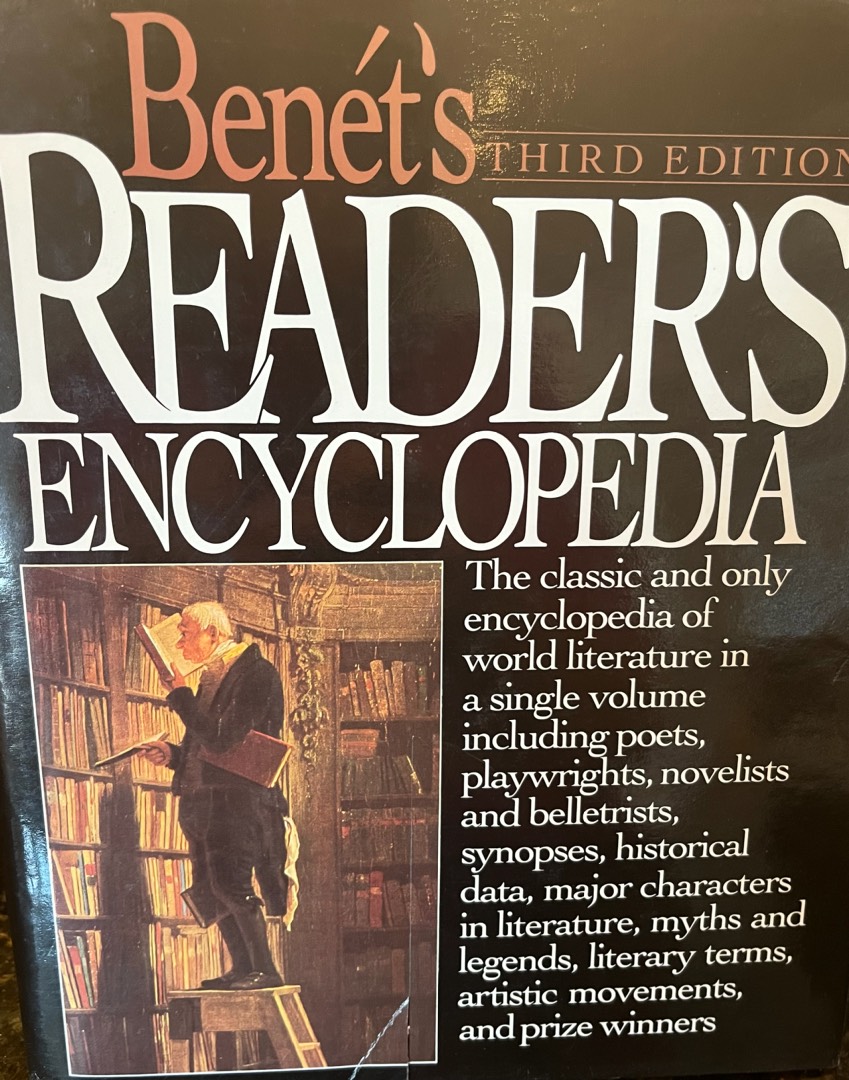 Benét's
THIRD EDITION
READER'S
ENCYCLOPEDIA
The classic and only
encyclopedia of
world literature in
a single volume
including poets,
playwrights, novelists
and belletrists,
synopses, historical
data, major characters
in literature, myths and
legends, literary terms,
artistic movements,
and prize winners